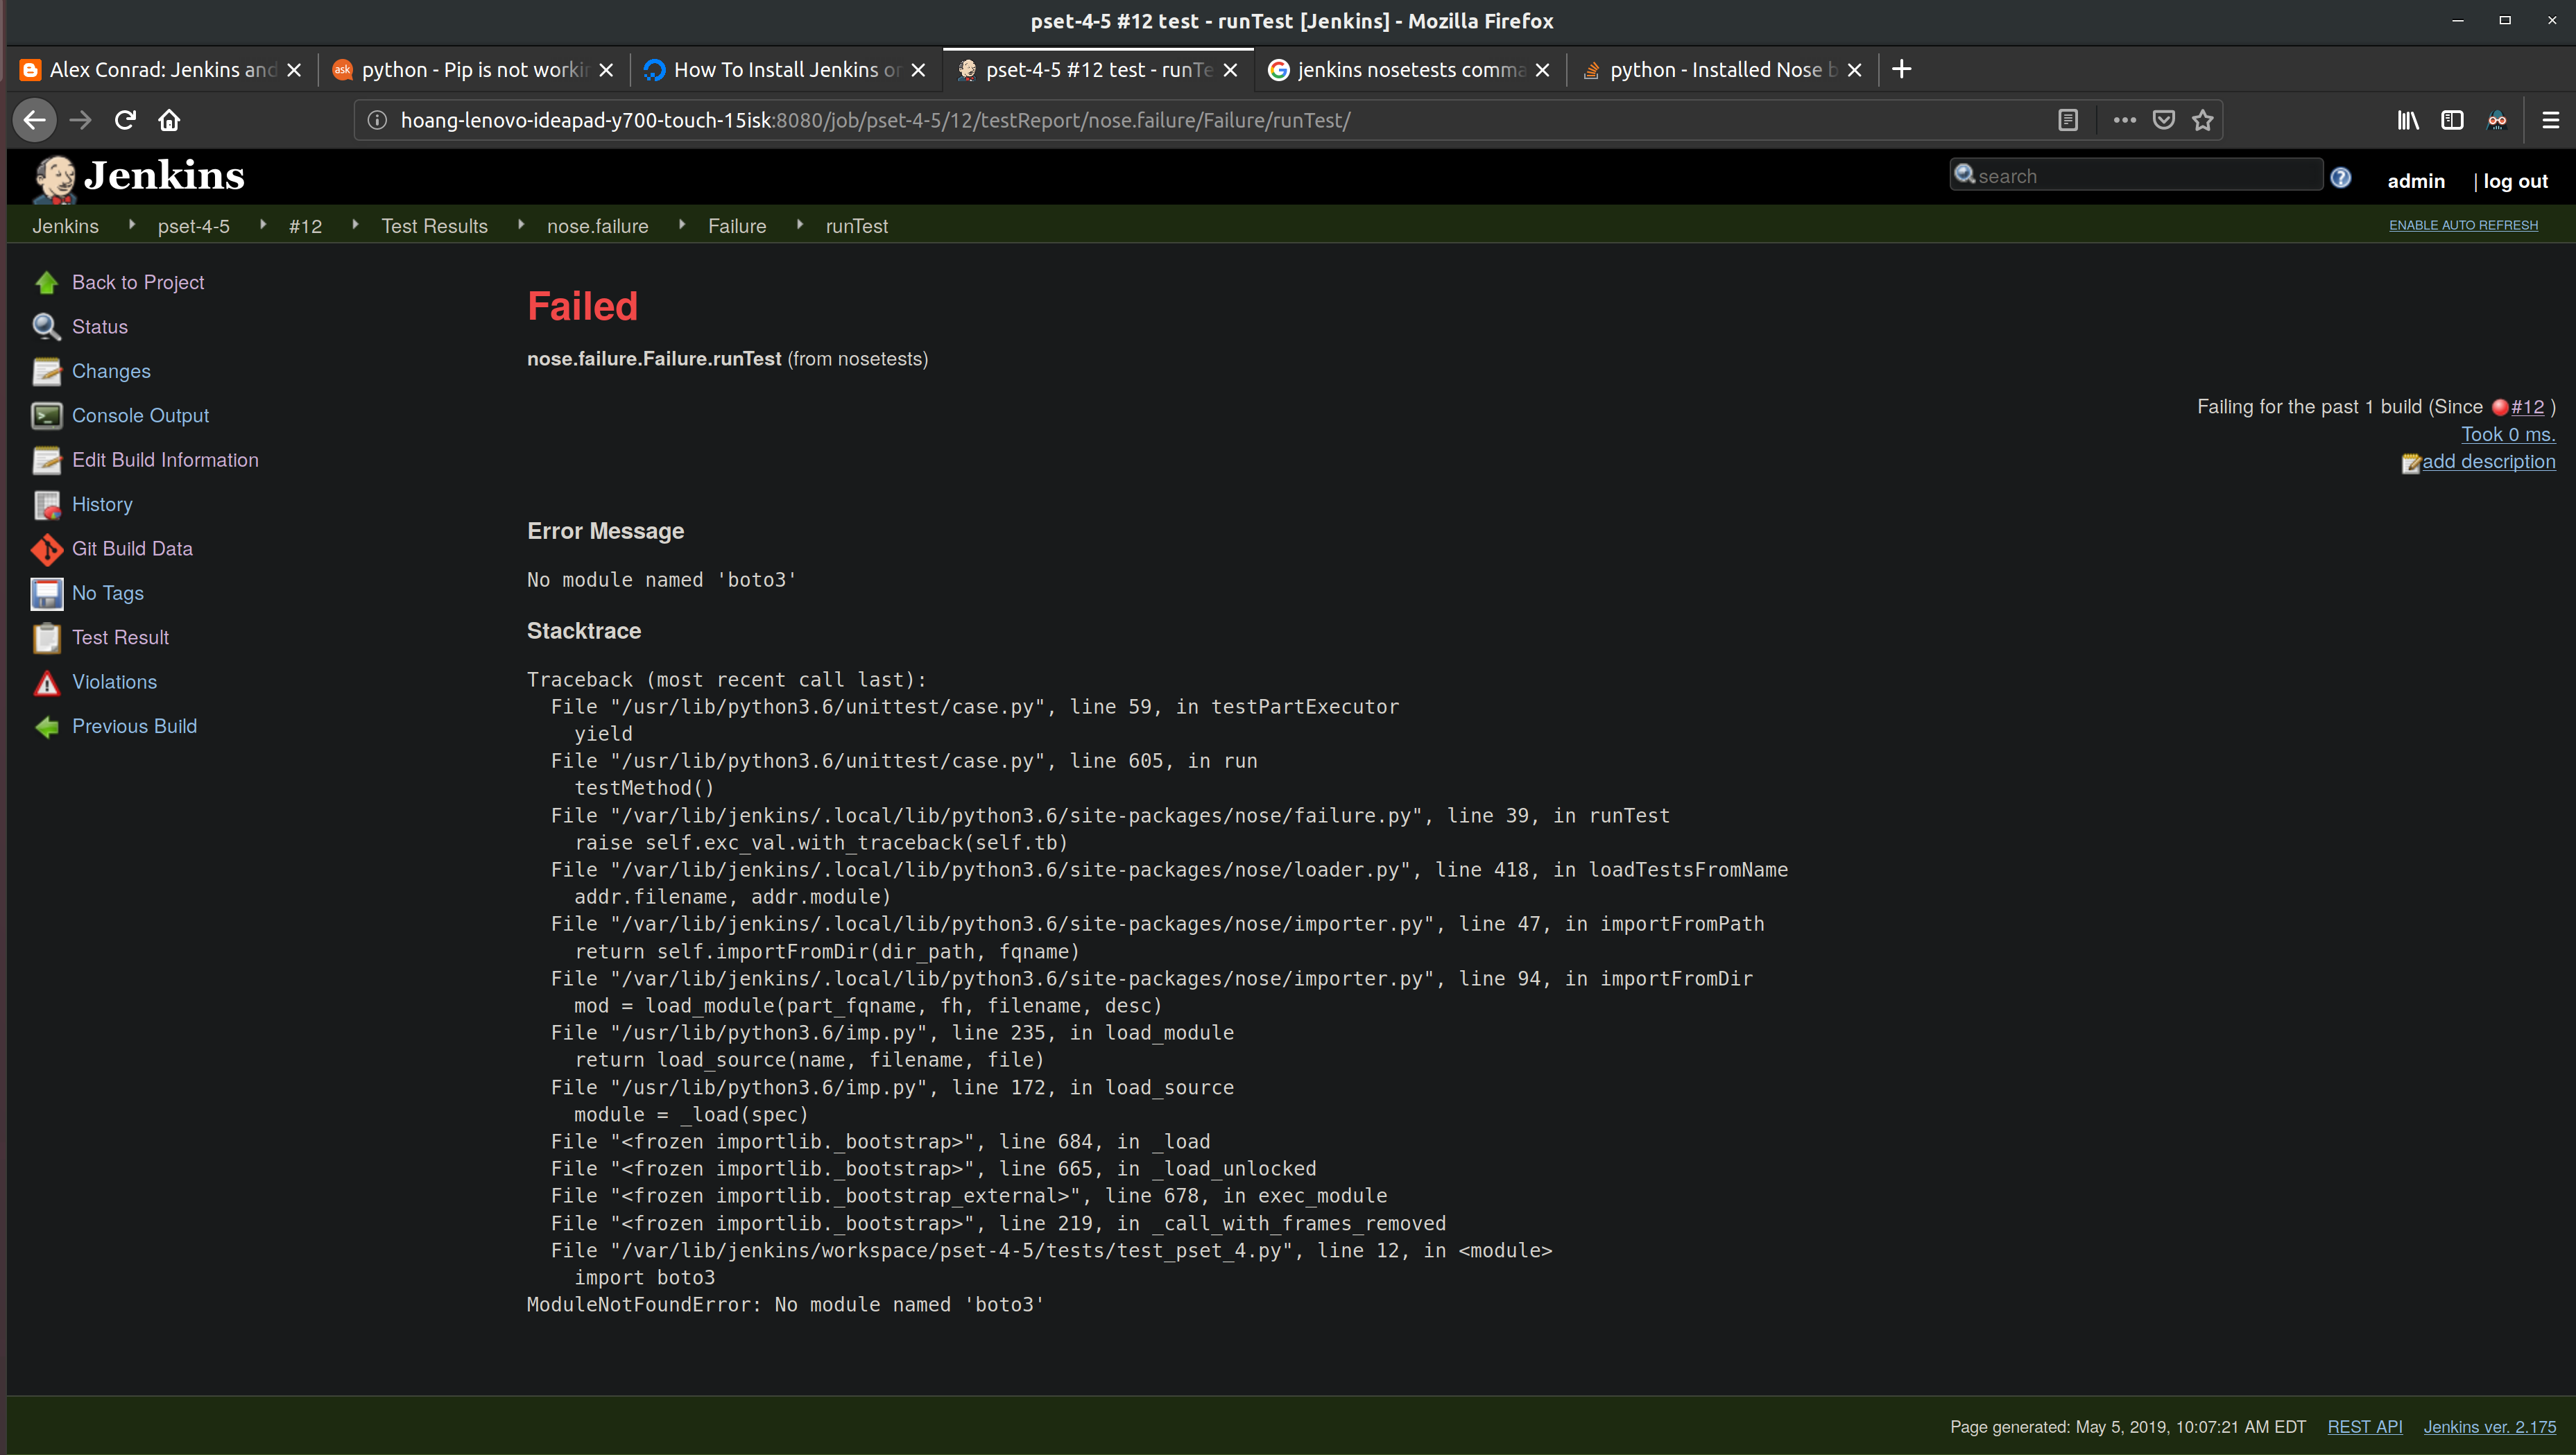 pset-4-5 #12 test - runTest [Jenkins] - Mozilla Firefox
Alex Conrad: Jenkins and
ask
python - Pip is not workin
How To Install Jenkins or
pset-4-5 #12 test - runTe
jenkins nosetests comma
python - Installed Nose b
hoang-lenovo-ideapad-y700-touch-15isk:8080/job/pset-4-5/12/testReport/nose.failure/Failure/runTest/
Jenkins
search
admin
| log out
Jenkins
pset-4-5
#12
Test Results
nose.failure
Failure
runTest
ENABLE AUTO REFRESH
Back to Project
Status
Changes
Console Output
Edit Build Information
History
Git Build Data
No Tags
Test Result
Violations
Previous Build
Failed
nose.failure.Failure.runTest (from nosetests)
Failing for the past 1 build (Since #12 )
Took 0 ms.
add description
Error Message
No module named 'boto3'
Stacktrace
Traceback (most recent call last):
  File "/usr/lib/python3.6/unittest/case.py", line 59, in testPartExecutor
    yield
  File "/usr/lib/python3.6/unittest/case.py", line 605, in run
    testMethod()
  File "/var/lib/jenkins/.local/lib/python3.6/site-packages/nose/failure.py", line 39, in runTest
    raise self.exc_val.with_traceback(self.tb)
  File "/var/lib/jenkins/.local/lib/python3.6/site-packages/nose/loader.py", line 418, in loadTestsFromName
    addr.filename, addr.module)
  File "/var/lib/jenkins/.local/lib/python3.6/site-packages/nose/importer.py", line 47, in importFromPath
    return self.importFromDir(dir_path, fqname)
  File "/var/lib/jenkins/.local/lib/python3.6/site-packages/nose/importer.py", line 94, in importFromDir
    mod = load_module(part_fqname, fh, filename, desc)
  File "/usr/lib/python3.6/imp.py", line 235, in load_module
    return load_source(name, filename, file)
  File "/usr/lib/python3.6/imp.py", line 172, in load_source
    module = _load(spec)
  File "<frozen importlib._bootstrap>", line 684, in _load
  File "<frozen importlib._bootstrap>", line 665, in _load_unlocked
  File "<frozen importlib._bootstrap_external>", line 678, in exec_module
  File "<frozen importlib._bootstrap>", line 219, in _call_with_frames_removed
  File "/var/lib/jenkins/workspace/pset-4-5/tests/test_pset_4.py", line 12, in <module>
    import boto3
ModuleNotFoundError: No module named 'boto3'
Page generated: May 5, 2019, 10:07:21 AM EDT
REST API
Jenkins ver. 2.175